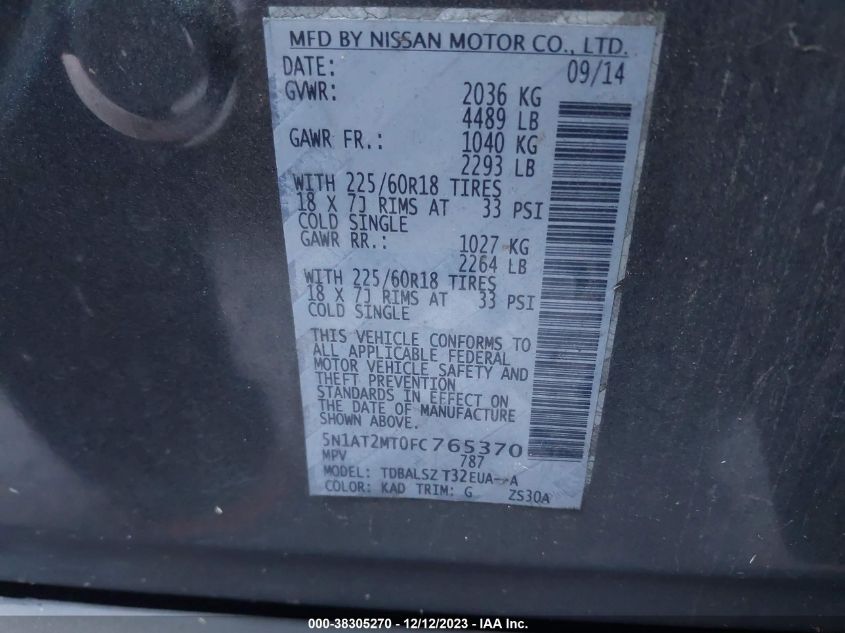 MFD BY NISSAN MOTOR CO., LTD.
DATE: 09/14
GVWR: 2036 KG
4489 LB
GAWR FR.: 1040 KG
2293 LB
WITH 225/60R18 TIRES
18 X 7J RIMS AT 33 PSI
COLD SINGLE
GAWR RR.: 1027 KG
2264 LB
WITH 225/60R18 TIRES
18 X 7J RIMS AT 33 PSI
COLD SINGLE
THIS VEHICLE CONFORMS TO
ALL APPLICABLE FEDERAL
MOTOR VEHICLE SAFETY AND
THEFT PREVENTION
STANDARDS IN EFFECT ON
THE DATE OF MANUFACTURE
SHOWN ABOVE.
5N1AT2MT0FC765370
MPV 787
MODEL: TDBALSZ T32EUA--A
COLOR: KAD TRIM: G ZS30A
000-38305270 - 12/12/2023 - IAA Inc.